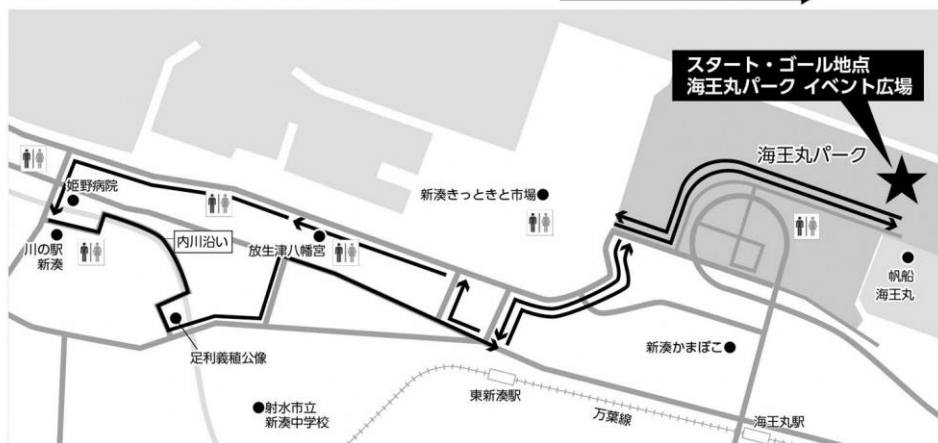 スタート・ゴール地点
海王丸パーク イベント広場
海王丸パーク
姫野病院
新湊きっときと市場
川の駅
新湊
内川沿い
放生津八幡宮
帆船
海王丸
足利義稙公像
新湊かまぼこ
東新湊駅
射水市立
新湊中学校
万葉線
海王丸駅